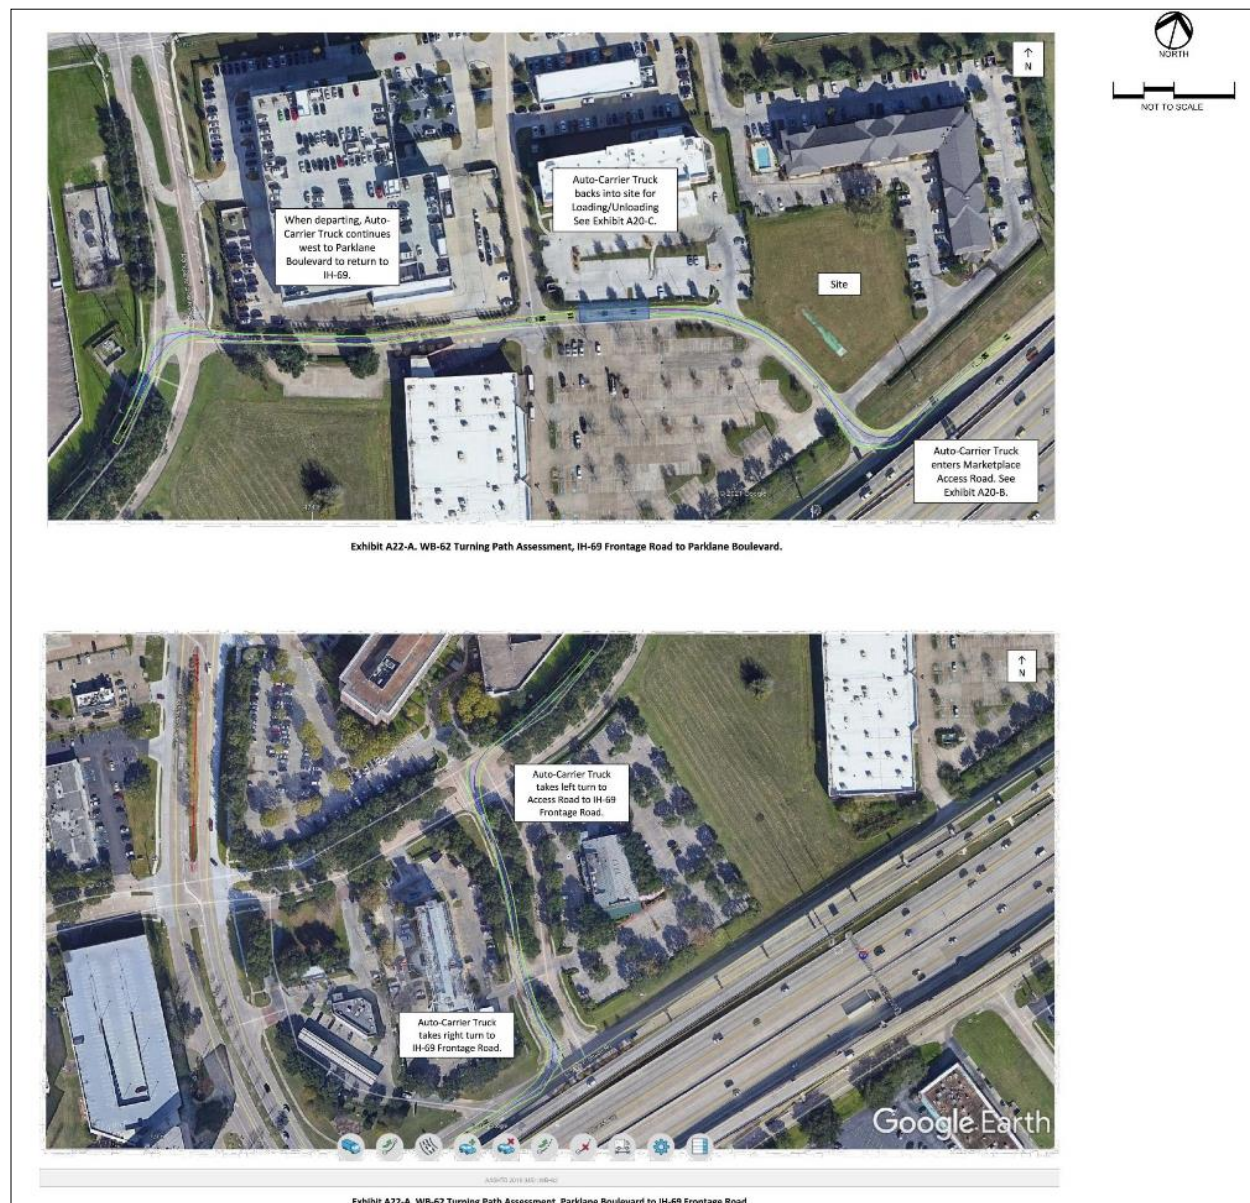 NORTH
NOT TO SCALE
↑
N
When departing, Auto-
Carrier Truck continues
west to Parklane
Boulevard to return to
IH-69.
Auto-Carrier Truck
backs into site for
Loading/Unloading
See Exhibit A20-C.
Site
Auto-Carrier Truck
enters Marketplace
Access Road. See
Exhibit A20-B.
Exhibit A22-A. WB-62 Turning Path Assessment, IH-69 Frontage Road to Parklane Boulevard.
↑
N
Auto-Carrier Truck
takes left turn to
Access Road to IH-69
Frontage Road.
Auto-Carrier Truck
takes right turn to
IH-69 Frontage Road.
Google Earth
Exhibit A22-A. WB-62 Turning Path Assessment, Parklane Boulevard to IH-69 Frontage Road